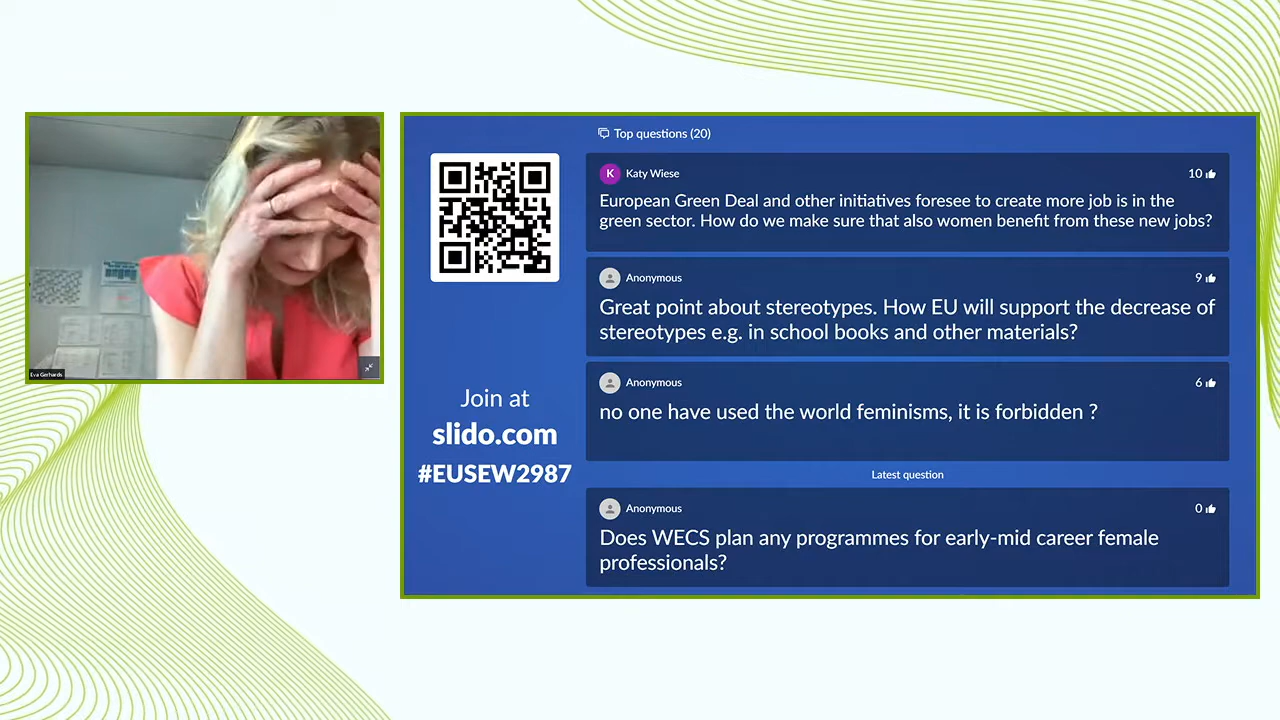 Eva Gerhards
Join at
slido.com
#EUSEW2987
Top questions (20)
K Katy Wiese 10
European Green Deal and other initiatives foresee to create more job is in the
green sector. How do we make sure that also women benefit from these new jobs?
Anonymous 9
Great point about stereotypes. How EU will support the decrease of
stereotypes e.g. in school books and other materials?
Anonymous 6
no one have used the world feminisms, it is forbidden ?
Latest question
Anonymous 0
Does WECS plan any programmes for early-mid career female
professionals?